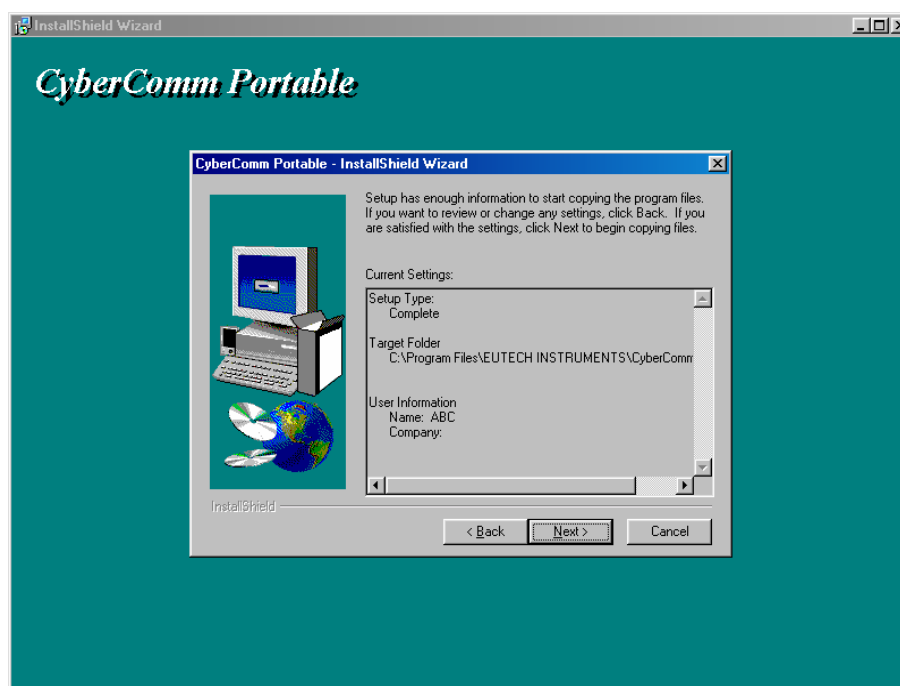 InstallShield Wizard
CyberComm Portable
CyberComm Portable - InstallShield Wizard
Setup has enough information to start copying the program files.
If you want to review or change any settings, click Back. If you
are satisfied with the settings, click Next to begin copying files.
Current Settings:
Setup Type:
Complete
Target Folder
C:\Program Files\EUTECH INSTRUMENTS\CyberComm
User Information
Name: ABC
Company:
InstallShield
< Back
Next >
Cancel